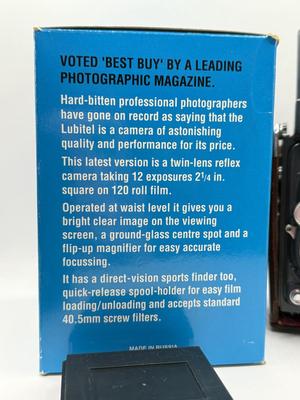 VOTED 'BEST BUY' BY A LEADING
PHOTOGRAPHIC MAGAZINE.
Hard-bitten professional photographers
have gone on record as saying that the
Lubitel is a camera of astonishing
quality and performance for its price.
This latest version is a twin-lens reflex
camera taking 12 exposures 2¼ in.
square on 120 roll film.
Operated at waist level it gives you a
bright clear image on the viewing
screen, a ground-glass centre spot and a
flip-up magnifier for easy accurate
focussing.
It has a direct-vision sports finder too,
quick-release spool-holder for easy film
loading/unloading and accepts standard
40.5mm screw filters.
MADE IN RUSSIA